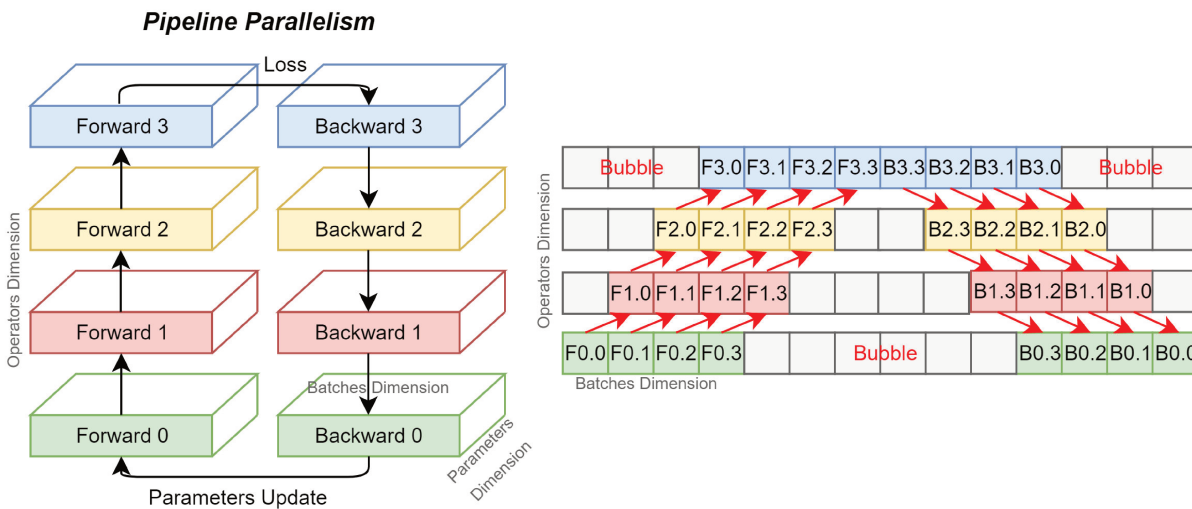 Pipeline Parallelism
Loss
Forward 3
Backward 3
Forward 2
Backward 2
Forward 1
Backward 1
Batches Dimension
Forward 0
Backward 0
Parameters Update
Operators Dimension
Parameters
Dimension
Operators Dimension
Bubble F3.0 F3.1 F3.2 F3.3 B3.3 B3.2 B3.1 B3.0 Bubble
F2.0 F2.1 F2.2 F2.3 B2.3 B2.2 B2.1 B2.0
F1.0 F1.1 F1.2 F1.3 B1.3 B1.2 B1.1 B1.0
F0.0 F0.1 F0.2 F0.3 Bubble B0.3 B0.2 B0.1 B0.0
Batches Dimension